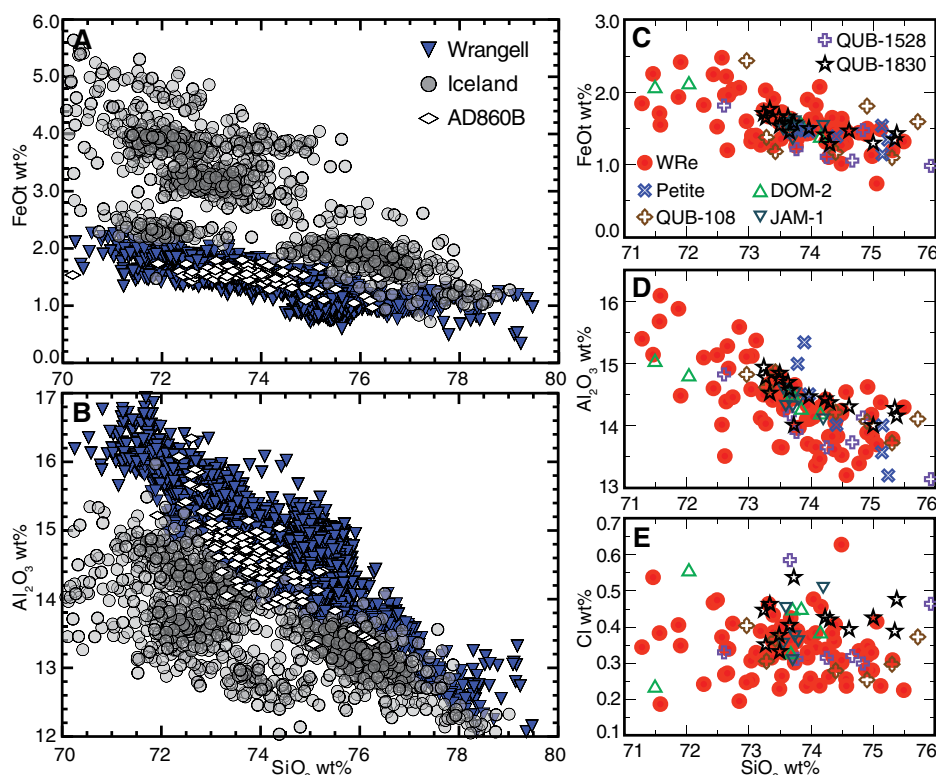 A
Wrangell
Iceland
AD860B
FeOt wt%
6.0
5.0
4.0
3.0
2.0
1.0
0.0
70 72 74 76 78 80
B
Al2O3 wt%
17
16
15
14
13
12
70 72 74 76 78 80
SiO2 wt%
C
QUB-1528
QUB-1830
WRe
Petite
DOM-2
QUB-108
JAM-1
FeOt wt%
3.0
2.0
1.0
0.0
71 72 73 74 75 76
D
Al2O3 wt%
16
15
14
13
71 72 73 74 75 76
E
Cl wt%
0.7
0.6
0.5
0.4
0.3
0.2
0.1
71 72 73 74 75 76
SiO2 wt%